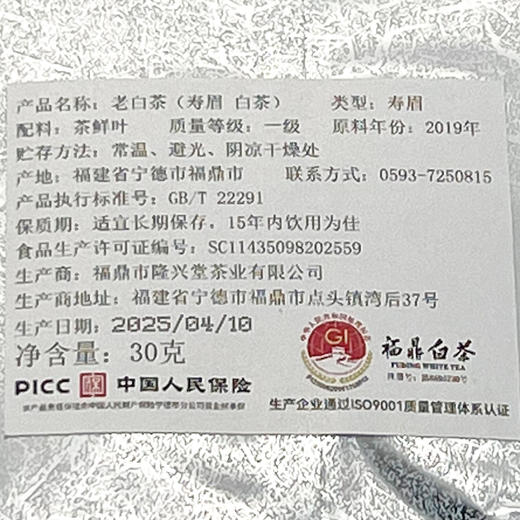 产品名称：老白茶（寿眉 白茶） 类型：寿眉
配料：茶鲜叶 质量等级：一级 原料年份：2019年
贮存方法：常温、避光、阴凉干燥处
产地：福建省宁德市福鼎市 联系方式：0593-7250815
产品执行标准号：GB/T 22291
保质期：适宜长期保存，15年内饮用为佳
食品生产许可证编号：SC11435098202559
生产商：福鼎市隆兴堂茶业有限公司
生产商地址：福建省宁德市福鼎市点头镇湾后37号
生产日期：2025/04/10
净含量：30克
GI
福鼎白茶
FUDING WHITE TEA
PICC 中国人民保险
生产企业通过ISO9001质量管理体系认证